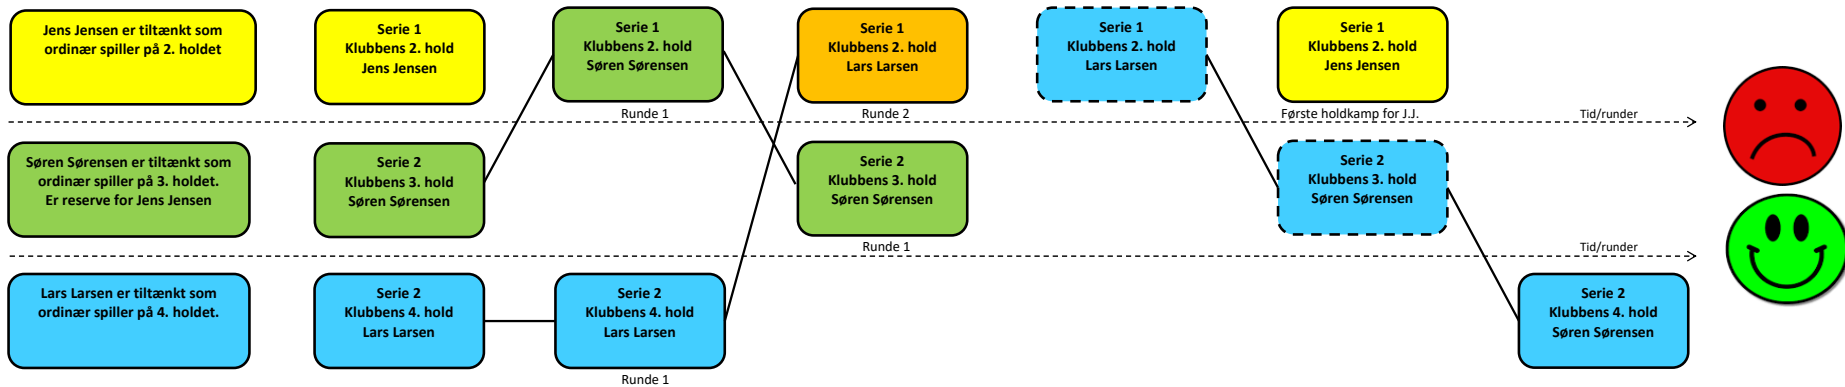 Jens Jensen er tiltænkt som
ordinær spiller på 2. holdet
Serie 1
Klubbens 2. hold
Jens Jensen
Serie 1
Klubbens 2. hold
Søren Sørensen
Runde 1
Serie 1
Klubbens 2. hold
Lars Larsen
Runde 2
Serie 1
Klubbens 2. hold
Lars Larsen
Serie 1
Klubbens 2. hold
Jens Jensen
Første holdkamp for J.J.
Tid/runder
Søren Sørensen er tiltænkt som
ordinær spiller på 3. holdet.
Er reserve for Jens Jensen
Serie 2
Klubbens 3. hold
Søren Sørensen
Serie 2
Klubbens 3. hold
Søren Sørensen
Runde 1
Serie 2
Klubbens 3. hold
Søren Sørensen
Tid/runder
Lars Larsen er tiltænkt som
ordinær spiller på 4. holdet.
Serie 2
Klubbens 4. hold
Lars Larsen
Serie 2
Klubbens 4. hold
Lars Larsen
Runde 1
Serie 2
Klubbens 4. hold
Søren Sørensen